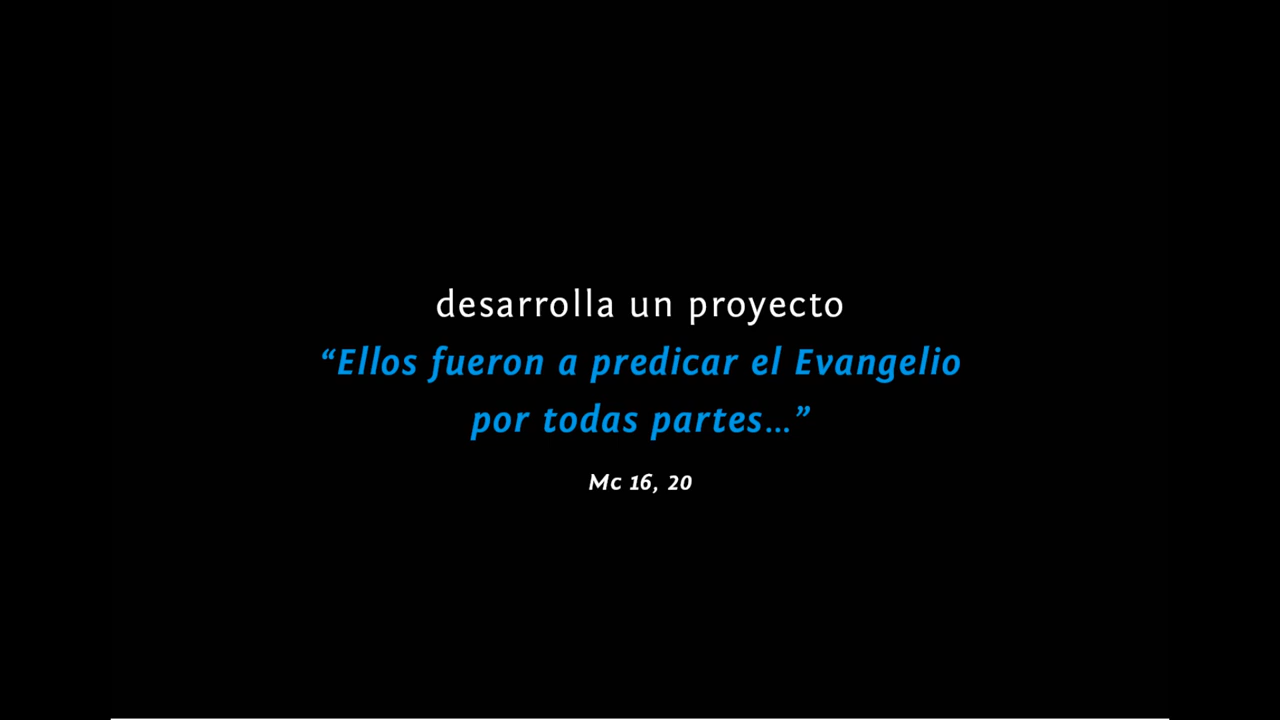 desarrolla un proyecto
“Ellos fueron a predicar el Evangelio
por todas partes...”
Mc 16, 20